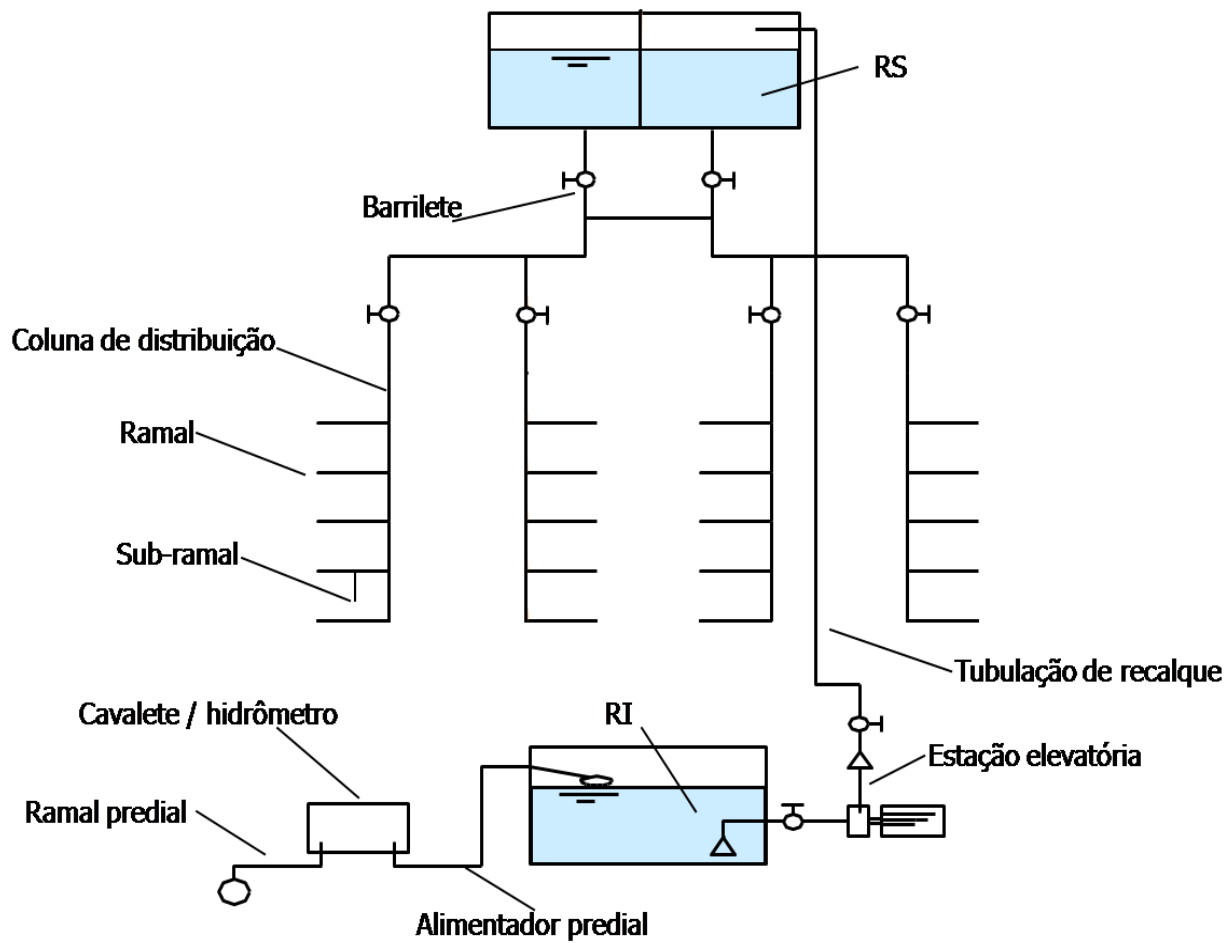 RS
Barrilete
Coluna de distribuição
Ramal
Sub-ramal
Tubulação de recalque
Cavalete / hidrômetro
RI
Estação elevatória
Ramal predial
Alimentador predial